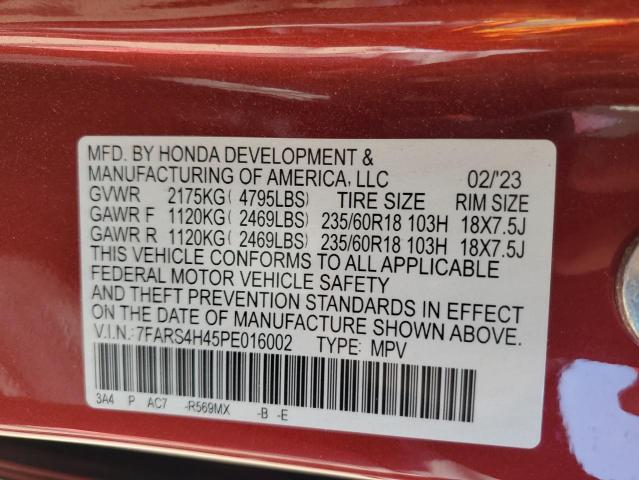 MFD. BY HONDA DEVELOPMENT &
MANUFACTURING OF AMERICA, LLC 02/'23
GVWR 2175KG( 4795LBS) TIRE SIZE RIM SIZE
GAWR F 1120KG(2469LBS) 235/60R18 103H 18X7.5J
GAWR R 1120KG(2469LBS) 235/60R18 103H 18X7.5J
THIS VEHICLE CONFORMS TO ALL APPLICABLE
FEDERAL MOTOR VEHICLE SAFETY
AND THEFT PREVENTION STANDARDS IN EFFECT
ON THE DATE OF MANUFACTURE SHOWN ABOVE.
V.I.N.:7FARS4H45PE016002 TYPE: MPV
3A4 P AC7 -R569MX -B -E